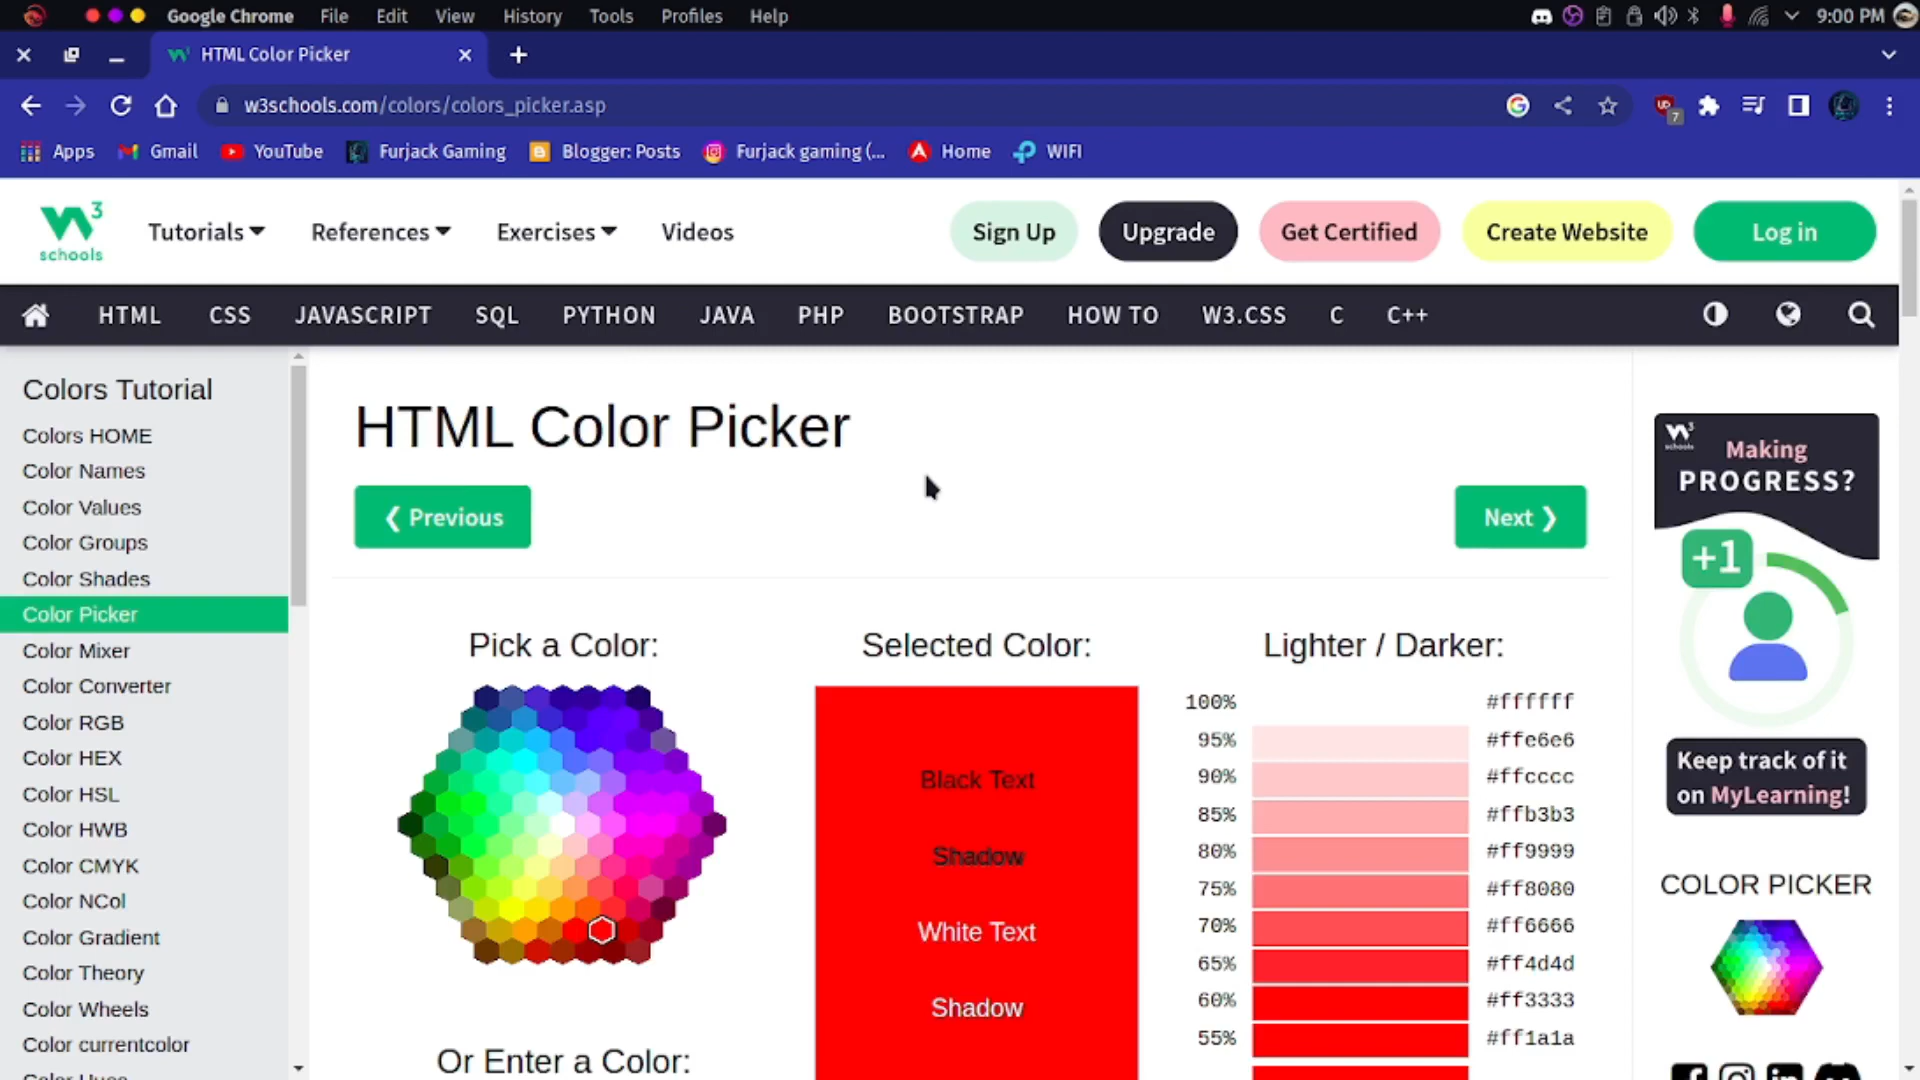 Google Chrome File Edit View History Tools Profiles Help 9:00 PM
HTML Color Picker
w3schools.com/colors/colors_picker.asp
7
Apps Gmail YouTube Furjack Gaming Blogger: Posts Furjack gaming (... Home WIFI
3
schools
Tutorials References Exercises Videos Sign Up Upgrade Get Certified Create Website Log in
HTML CSS JAVASCRIPT SQL PYTHON JAVA PHP BOOTSTRAP HOW TO W3.CSS C C++
Colors Tutorial
Colors HOME
Color Names
Color Values
Color Groups
Color Shades
Color Picker
Color Mixer
Color Converter
Color RGB
Color HEX
Color HSL
Color HWB
Color CMYK
Color NCol
Color Gradient
Color Theory
Color Wheels
Color currentcolor
HTML Color Picker
❮ Previous
Next ❯
Pick a Color:
Or Enter a Color:
Selected Color:
Black Text
Shadow
White Text
Shadow
Lighter / Darker:
100% #ffffff
95% #ffe6e6
90% #ffcccc
85% #ffb3b3
80% #ff9999
75% #ff8080
70% #ff6666
65% #ff4d4d
60% #ff3333
55% #ff1a1a
Making
PROGRESS?
+1
Keep track of it
on MyLearning!
COLOR PICKER